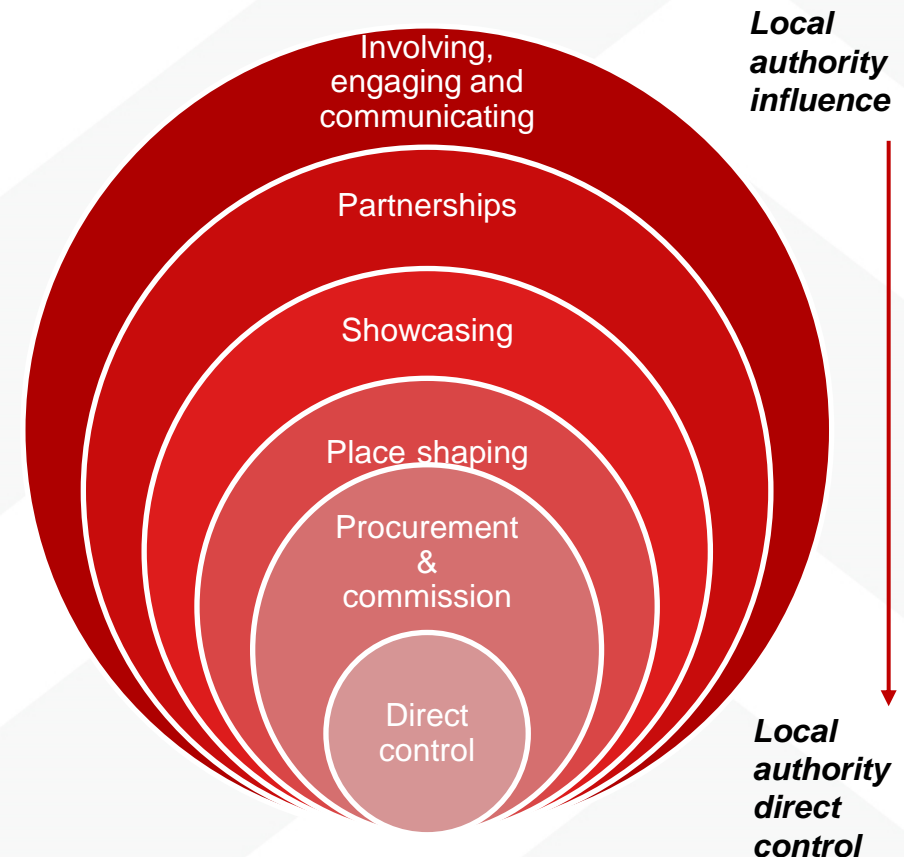 Involving,
engaging and
communicating
Partnerships
Showcasing
Place shaping
Procurement
&
commission
Direct
control
Local
authority
influence
Local
authority
direct
control